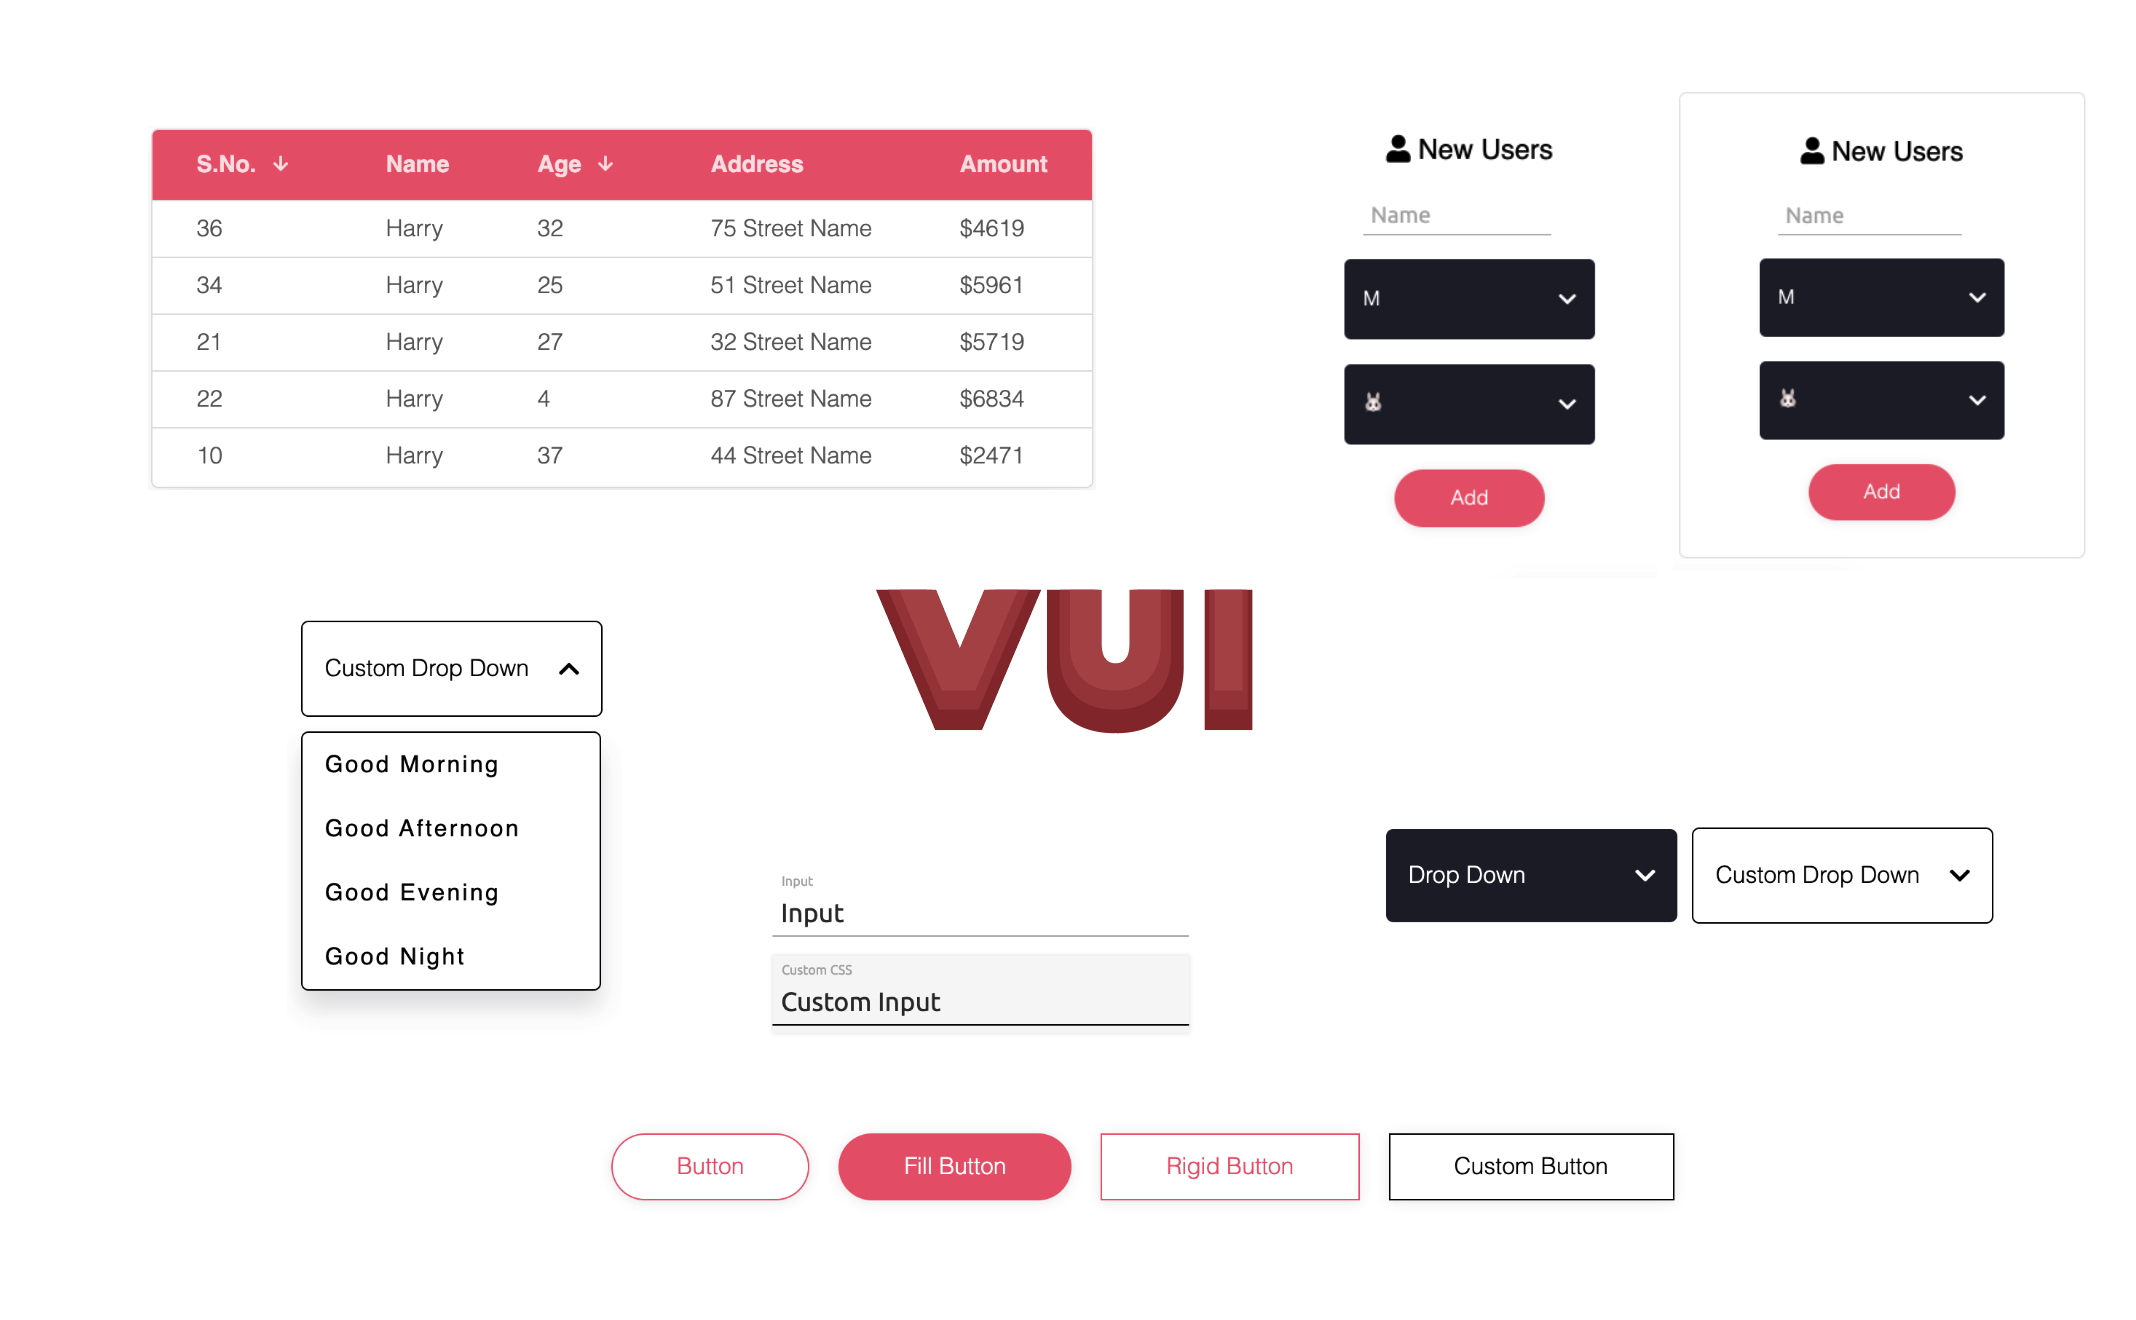 S.No. Name Age Address Amount
36 Harry 32 75 Street Name $4619
34 Harry 25 51 Street Name $5961
21 Harry 27 32 Street Name $5719
22 Harry 4 87 Street Name $6834
10 Harry 37 44 Street Name $2471
New Users
Name
M
Add
New Users
Name
M
Add
VUI
Custom Drop Down
Good Morning
Good Afternoon
Good Evening
Good Night
Input
Input
Custom CSS
Custom Input
Drop Down
Custom Drop Down
Button
Fill Button
Rigid Button
Custom Button